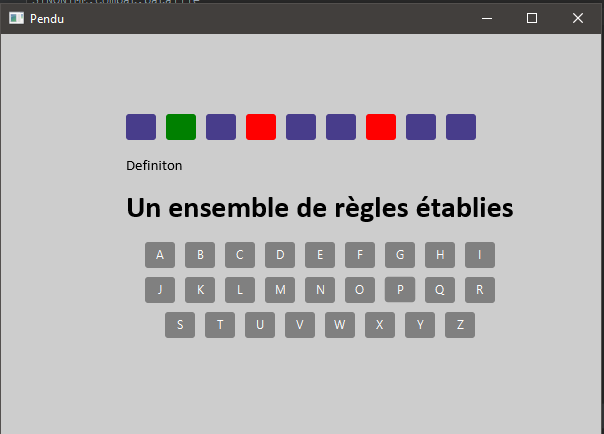 Pendu
Definiton
Un ensemble de règles établies
A B C D E F G H I
J K L M N O P Q R
S T U V W X Y Z